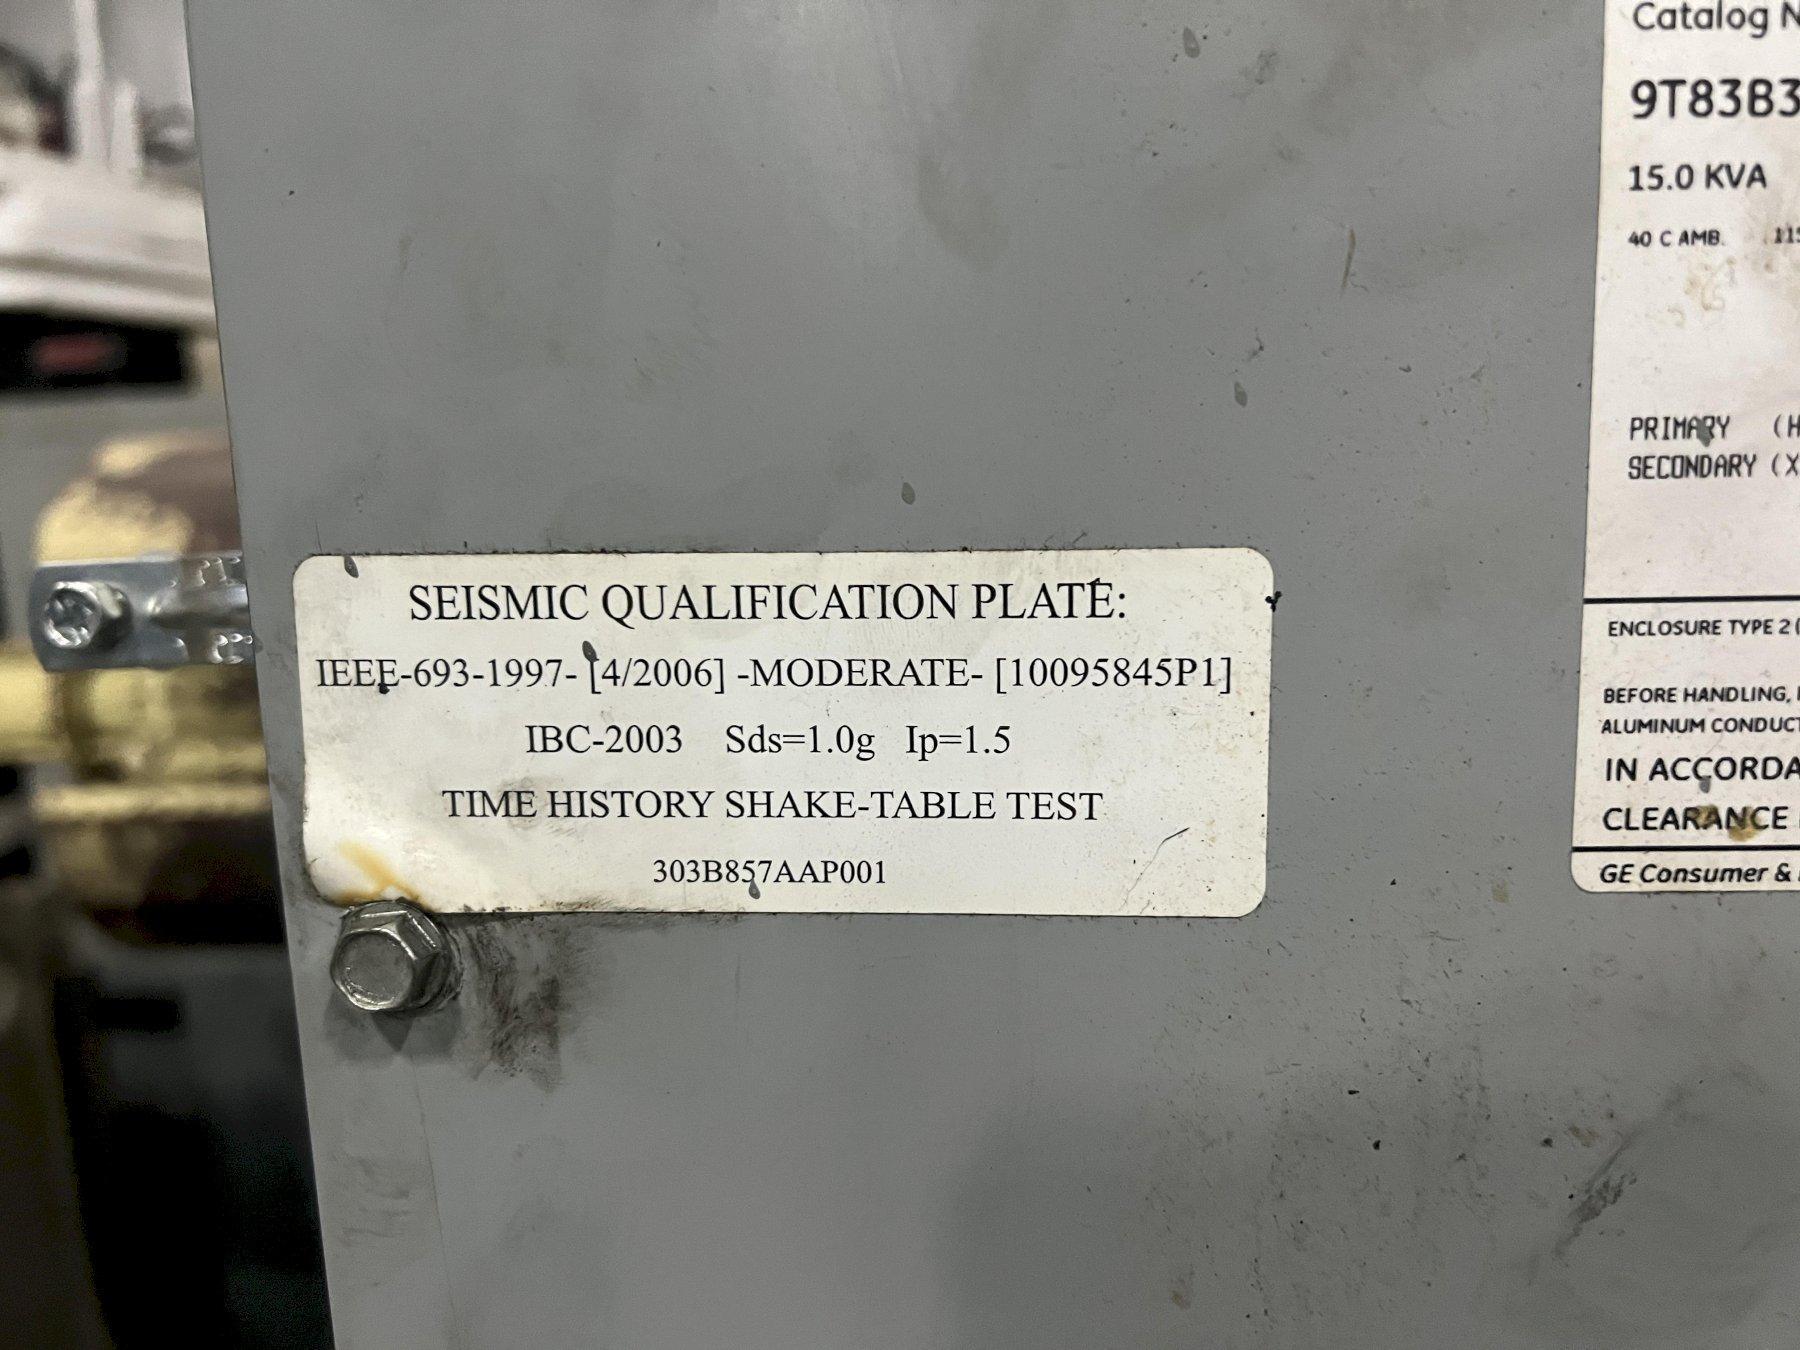 SEISMIC QUALIFICATION PLATE:
IEEE-693-1997- [4/2006] -MODERATE- [10095845P1]
IBC-2003 Sds=1.0g Ip=1.5
TIME HISTORY SHAKE-TABLE TEST
303B857AAP001
Catalog N
9T83B3
15.0 KVA
40 C AMB. 115
PRIMARY (H
SECONDARY (X
ENCLOSURE TYPE 2 (
BEFORE HANDLING,
ALUMINUM CONDUCT
IN ACCORDA
CLEARANCE
GE Consumer &